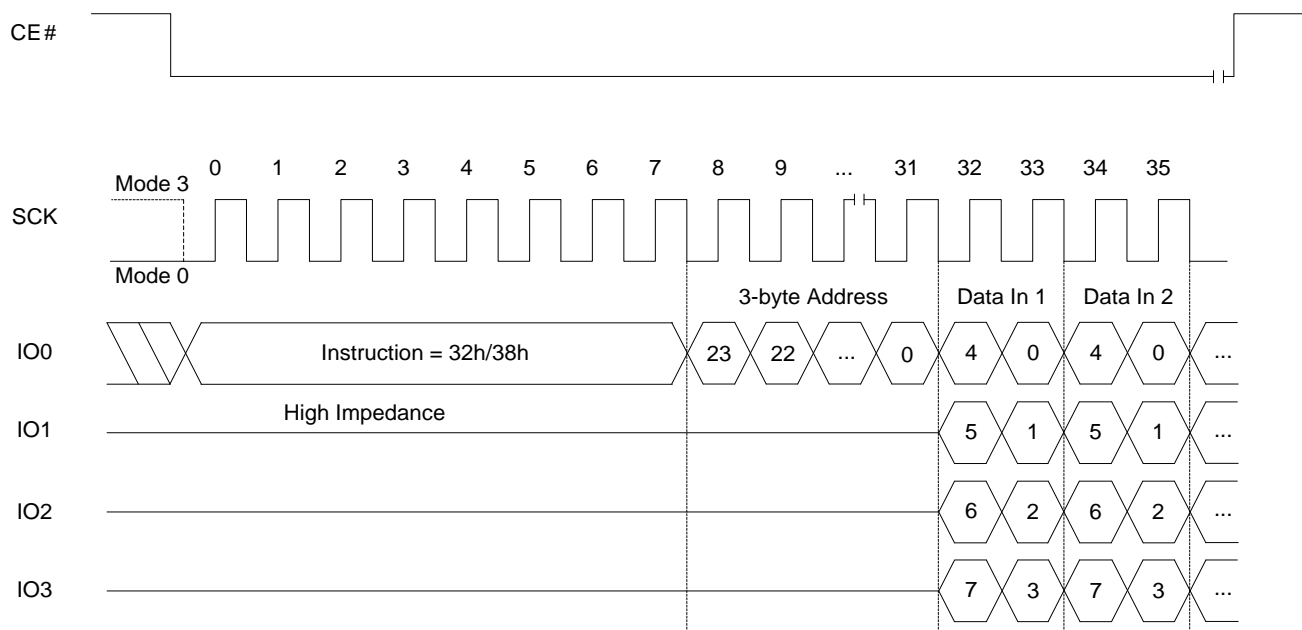 CE#
0 1 2 3 4 5 6 7 8 9 ... 31 32 33 34 35
Mode 3
SCK
Mode 0
3-byte Address Data In 1 Data In 2
IO0 Instruction = 32h/38h 23 22 ... 0 4 0 4 0 ...
High Impedance
IO1 5 1 5 1 ...
IO2 6 2 6 2 ...
IO3 7 3 7 3 ...